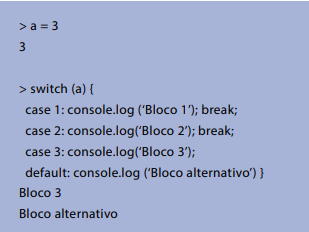 > a = 3
3
> switch (a) {
case 1: console.log (‘Bloco 1’); break;
case 2: console.log(‘Bloco 2’); break;
case 3: console.log(‘Bloco 3’);
default: console.log (‘Bloco alternativo’) }
Bloco 3
Bloco alternativo